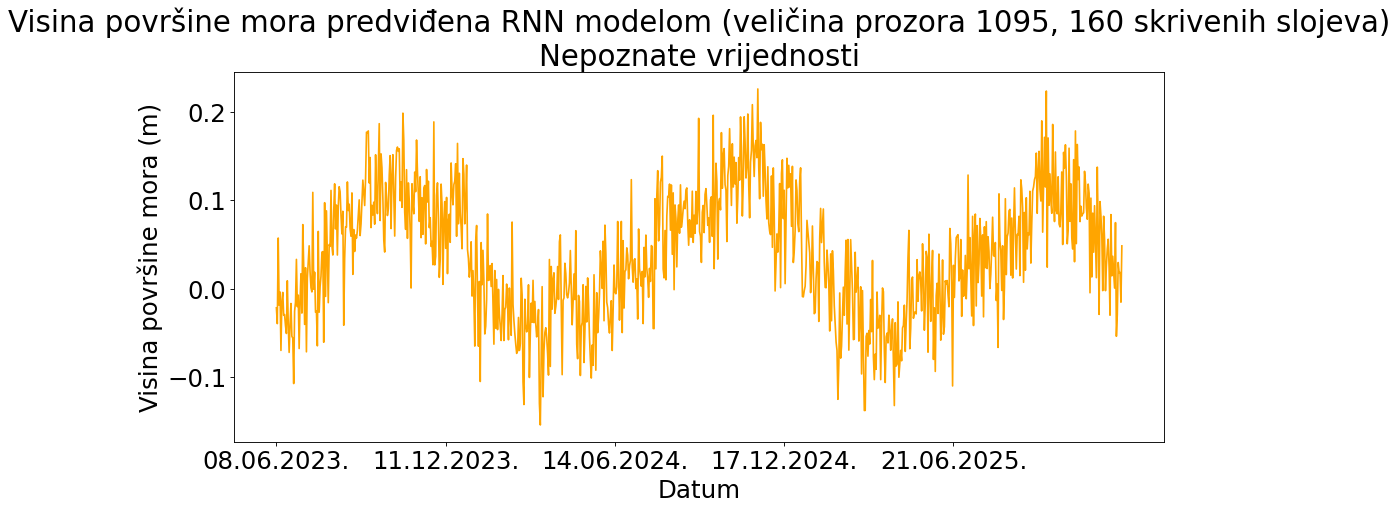 Visina površine mora predviđena RNN modelom (veličina prozora 1095, 160 skrivenih slojeva)
Nepoznate vrijednosti
Visina površine mora (m)
0.2
0.1
0.0
−0.1
08.06.2023. 11.12.2023. 14.06.2024. 17.12.2024. 21.06.2025.
Datum